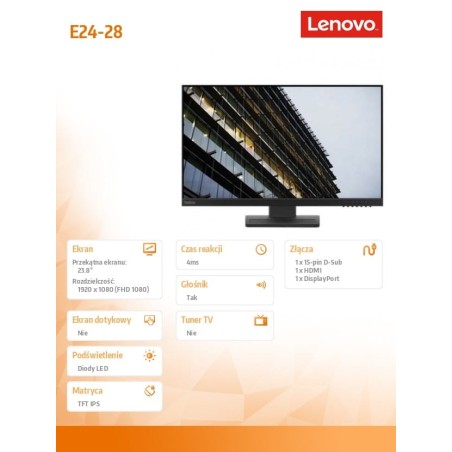 E24-28
Lenovo
Ekran
Przekątna ekranu:
23.8"
Rozdzielczość:
1920 x 1080 (FHD 1080)
Ekran dotykowy
Nie
Podświetlenie
Diody LED
Matryca
TFT IPS
Czas reakcji
4ms
Głośnik
Tak
Tuner TV
Nie
Złącza
1 x 15-pin D-Sub
1 x HDMI
1 x DisplayPort